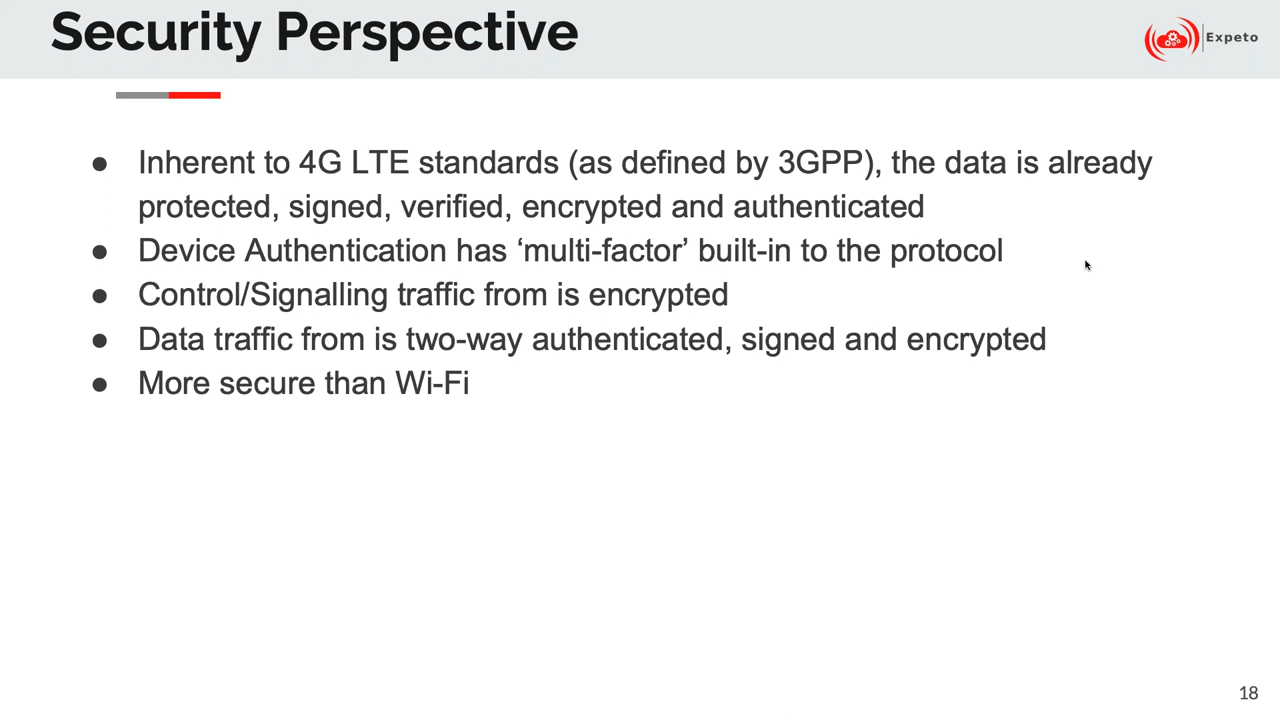 Security Perspective
Expeto
● Inherent to 4G LTE standards (as defined by 3GPP), the data is already
protected, signed, verified, encrypted and authenticated
● Device Authentication has ‘multi-factor’ built-in to the protocol
● Control/Signalling traffic from is encrypted
● Data traffic from is two-way authenticated, signed and encrypted
● More secure than Wi-Fi
18